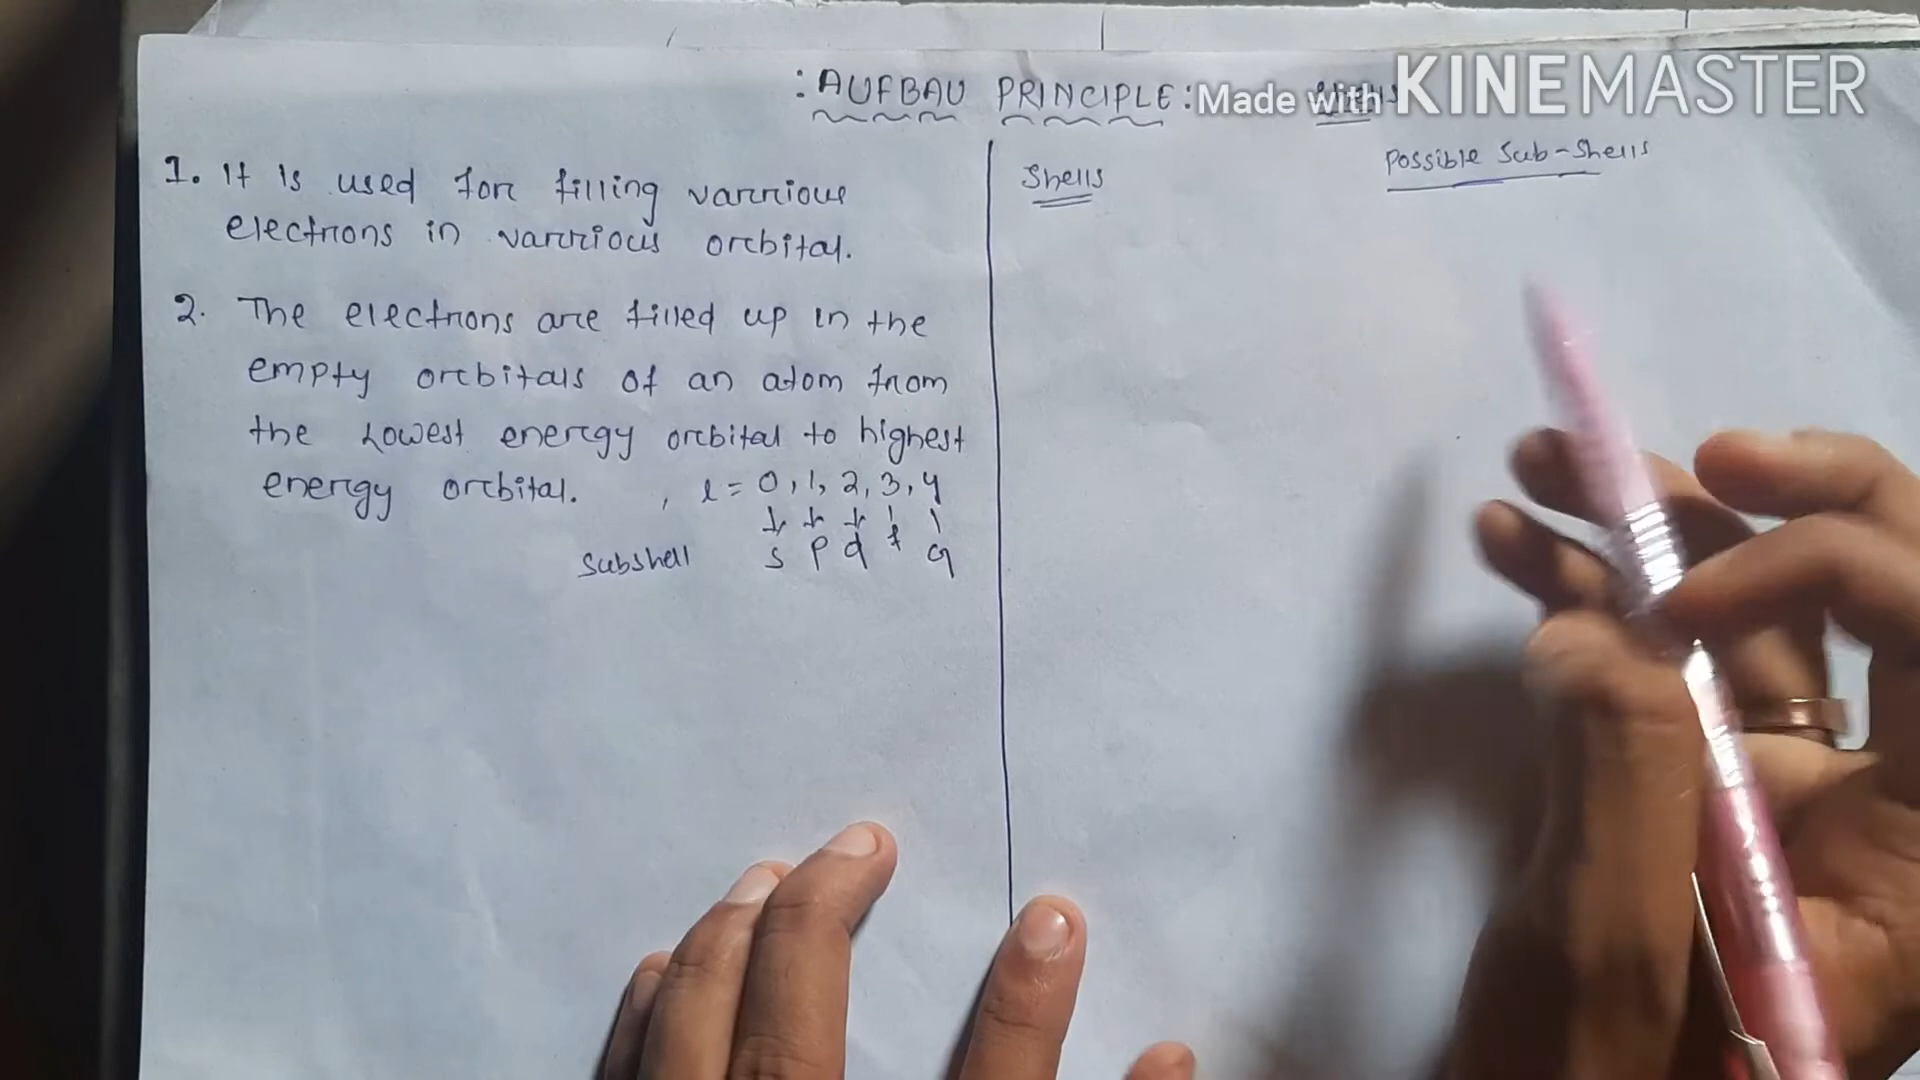 : AUFBAU PRINCIPLE:
Made with KINEMASTER
1. It is used for filling varrious
electrons in varrious orbital.
2. The electrons are filled up in the
empty orbitals of an atom from
the Lowest energy orbital to highest
energy orbital. , l = 0, 1, 2, 3, 4
Subshell s p d f g
Shells
Possible Sub-Shells